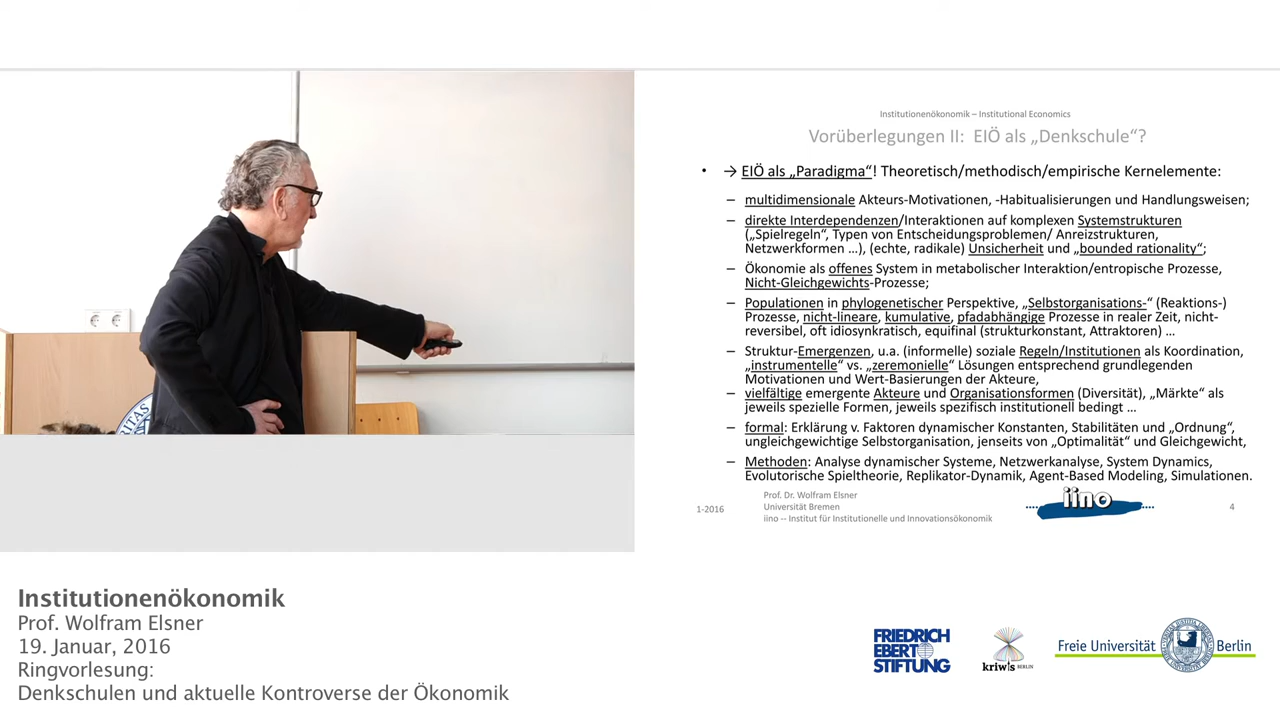 Institutionenökonomik – Institutional Economics
Vorüberlegungen II: EIÖ als „Denkschule“?
• → EIÖ als „Paradigma“! Theoretisch/methodisch/empirische Kernelemente:
– multidimensionale Akteurs-Motivationen, -Habitualisierungen und Handlungsweisen;
– direkte Interdependenzen/Interaktionen auf komplexen Systemstrukturen
(„Spielregeln“, Typen von Entscheidungsproblemen/ Anreizstrukturen,
Netzwerkformen ...), (echte, radikale) Unsicherheit und „bounded rationality“;
– Ökonomie als offenes System in metabolischer Interaktion/entropische Prozesse,
Nicht-Gleichgewichts-Prozesse;
– Populationen in phylogenetischer Perspektive, „Selbstorganisations-“ (Reaktions-)
Prozesse, nicht-lineare, kumulative, pfadabhängige Prozesse in realer Zeit, nicht-
reversibel, oft idiosynkratisch, equifinal (strukturkonstant, Attraktoren) ...
– Struktur-Emergenzen, u.a. (informelle) soziale Regeln/Institutionen als Koordination,
„instrumentelle“ vs. „zeremonielle“ Lösungen entsprechend grundlegenden
Motivationen und Wert-Basierungen der Akteure,
– vielfältige emergente Akteure und Organisationsformen (Diversität), „Märkte“ als
jeweils spezielle Formen, jeweils spezifisch institutionell bedingt ...
– formal: Erklärung v. Faktoren dynamischer Konstanten, Stabilitäten und „Ordnung“,
ungleichgewichtige Selbstorganisation, jenseits von „Optimalität“ und Gleichgewicht,
– Methoden: Analyse dynamischer Systeme, Netzwerkanalyse, System Dynamics,
Evolutorische Spieltheorie, Replikator-Dynamik, Agent-Based Modeling, Simulationen.
1-2016
Prof. Dr. Wolfram Elsner
Universität Bremen
iino -- Institut für Institutionelle und Innovationsökonomik
iino
4
Institutionenökonomik
Prof. Wolfram Elsner
19. Januar, 2016
Ringvorlesung:
Denkschulen und aktuelle Kontroverse der Ökonomik
FRIEDRICH
EBERT
STIFTUNG
kriwis BERLIN
Freie Universität Berlin